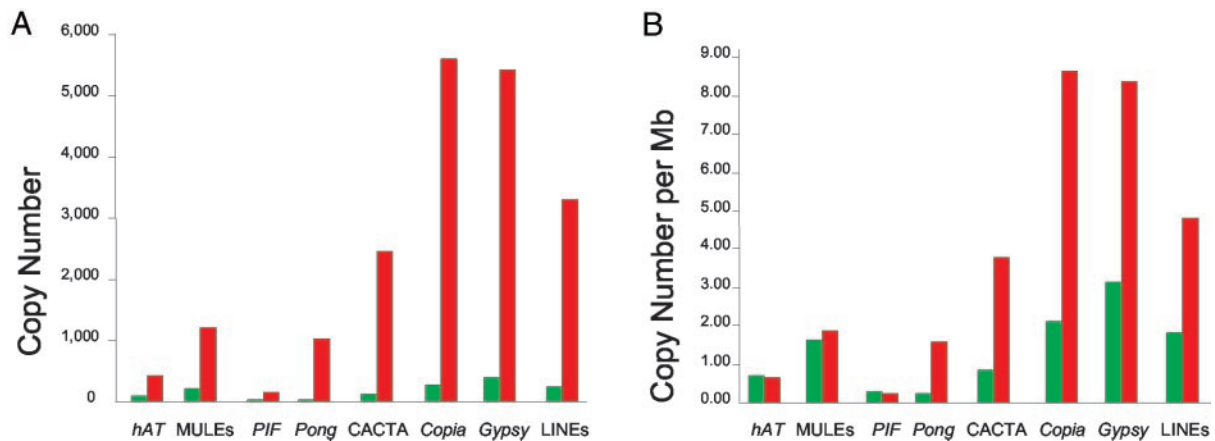 A
Copy Number
6,000
5,000
4,000
3,000
2,000
1,000
0
hAT MULEs PIF Pong CACTA Copia Gypsy LINEs
B
Copy Number per Mb
9.00
8.00
7.00
6.00
5.00
4.00
3.00
2.00
1.00
0.00
hAT MULEs PIF Pong CACTA Copia Gypsy LINEs